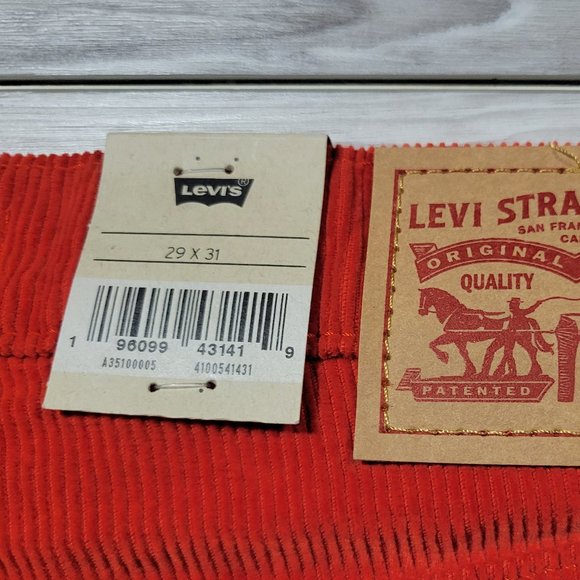 LEVI'S®
29 X 31
1 96099 43141 9
A35100005 4100541431
LEVI STRA
SAN FRAN
CA
ORIGINAL
QUALITY
PATENTED